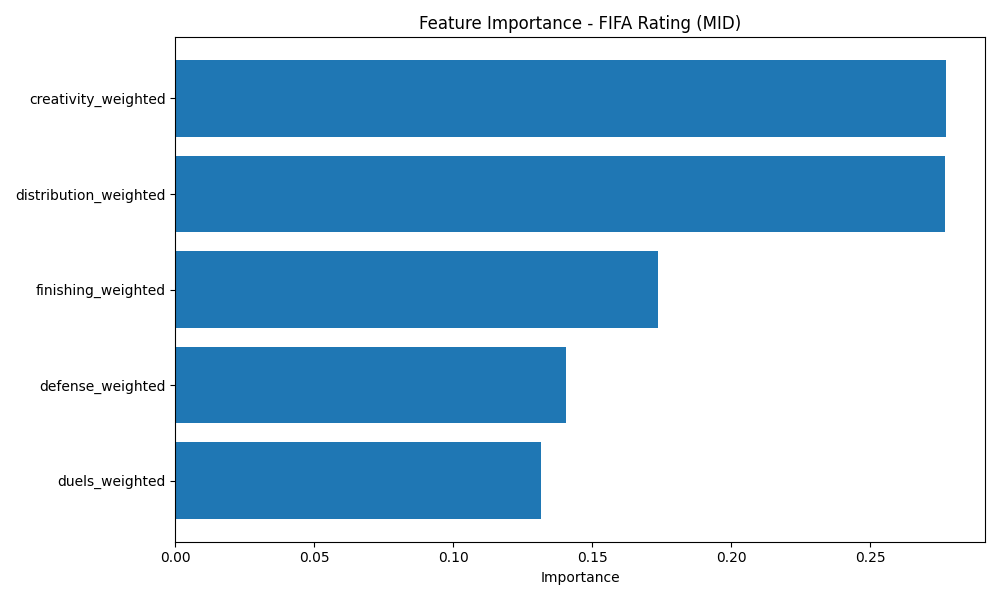 Feature Importance - FIFA Rating (MID)
creativity_weighted
distribution_weighted
finishing_weighted
defense_weighted
duels_weighted
0.00 0.05 0.10 0.15 0.20 0.25
Importance